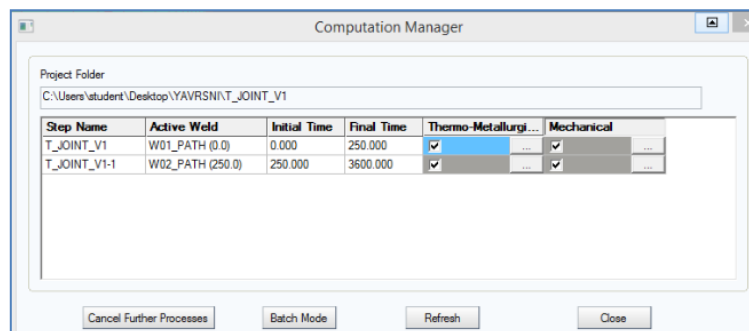 Computation Manager
Project Folder
C:\Users\student\Desktop\YAVRSNI\T_JOINT_V1
Step Name Active Weld Initial Time Final Time Thermo-Metallurgi... Mechanical
T_JOINT_V1 W01_PATH (0.0) 0.000 250.000 ... ...
T_JOINT_V1-1 W02_PATH (250.0) 250.000 3600.000 ... ...
Cancel Further Processes Batch Mode Refresh Close